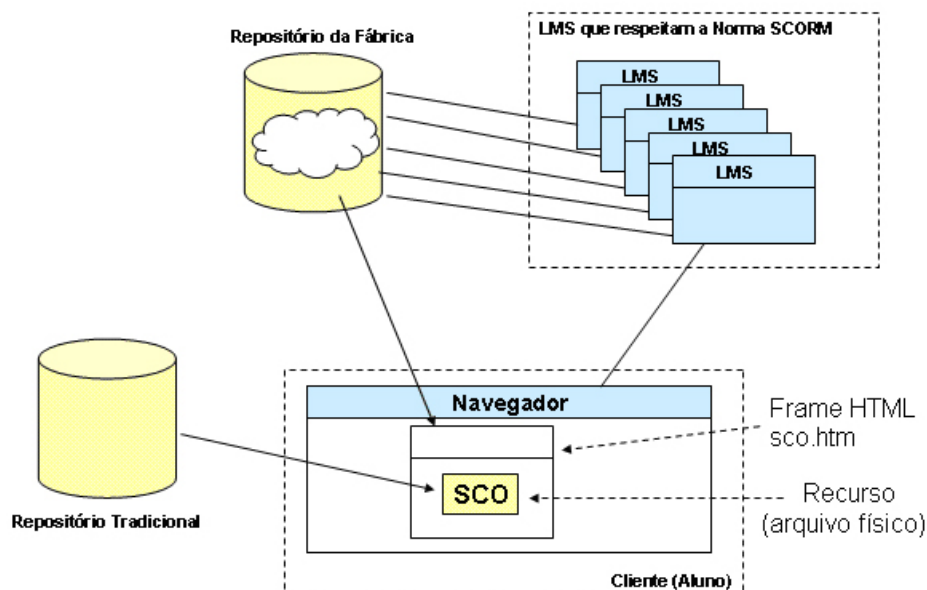 Repositório da Fábrica
LMS que respeitam a Norma SCORM
LMS
LMS
LMS
LMS
LMS
Navegador
Frame HTML
sco.htm
SCO
Recurso
(arquivo físico)
Repositório Tradicional
Cliente (Aluno)